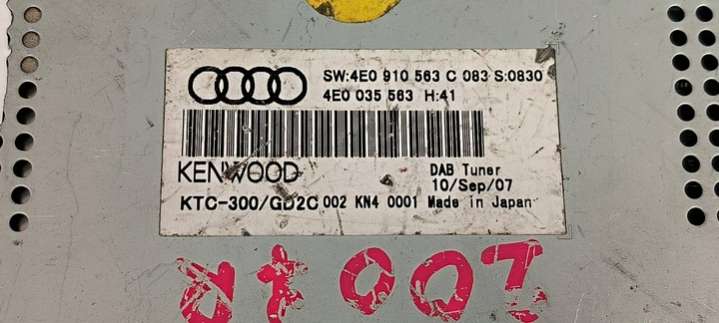 SW:4E0 910 563 C 083 S:0830
4E0 035 563 H:41
KENWOOD DAB Tuner
10/Sep/07
KTC-300/GD2C 002 KN4 0001 Made in Japan